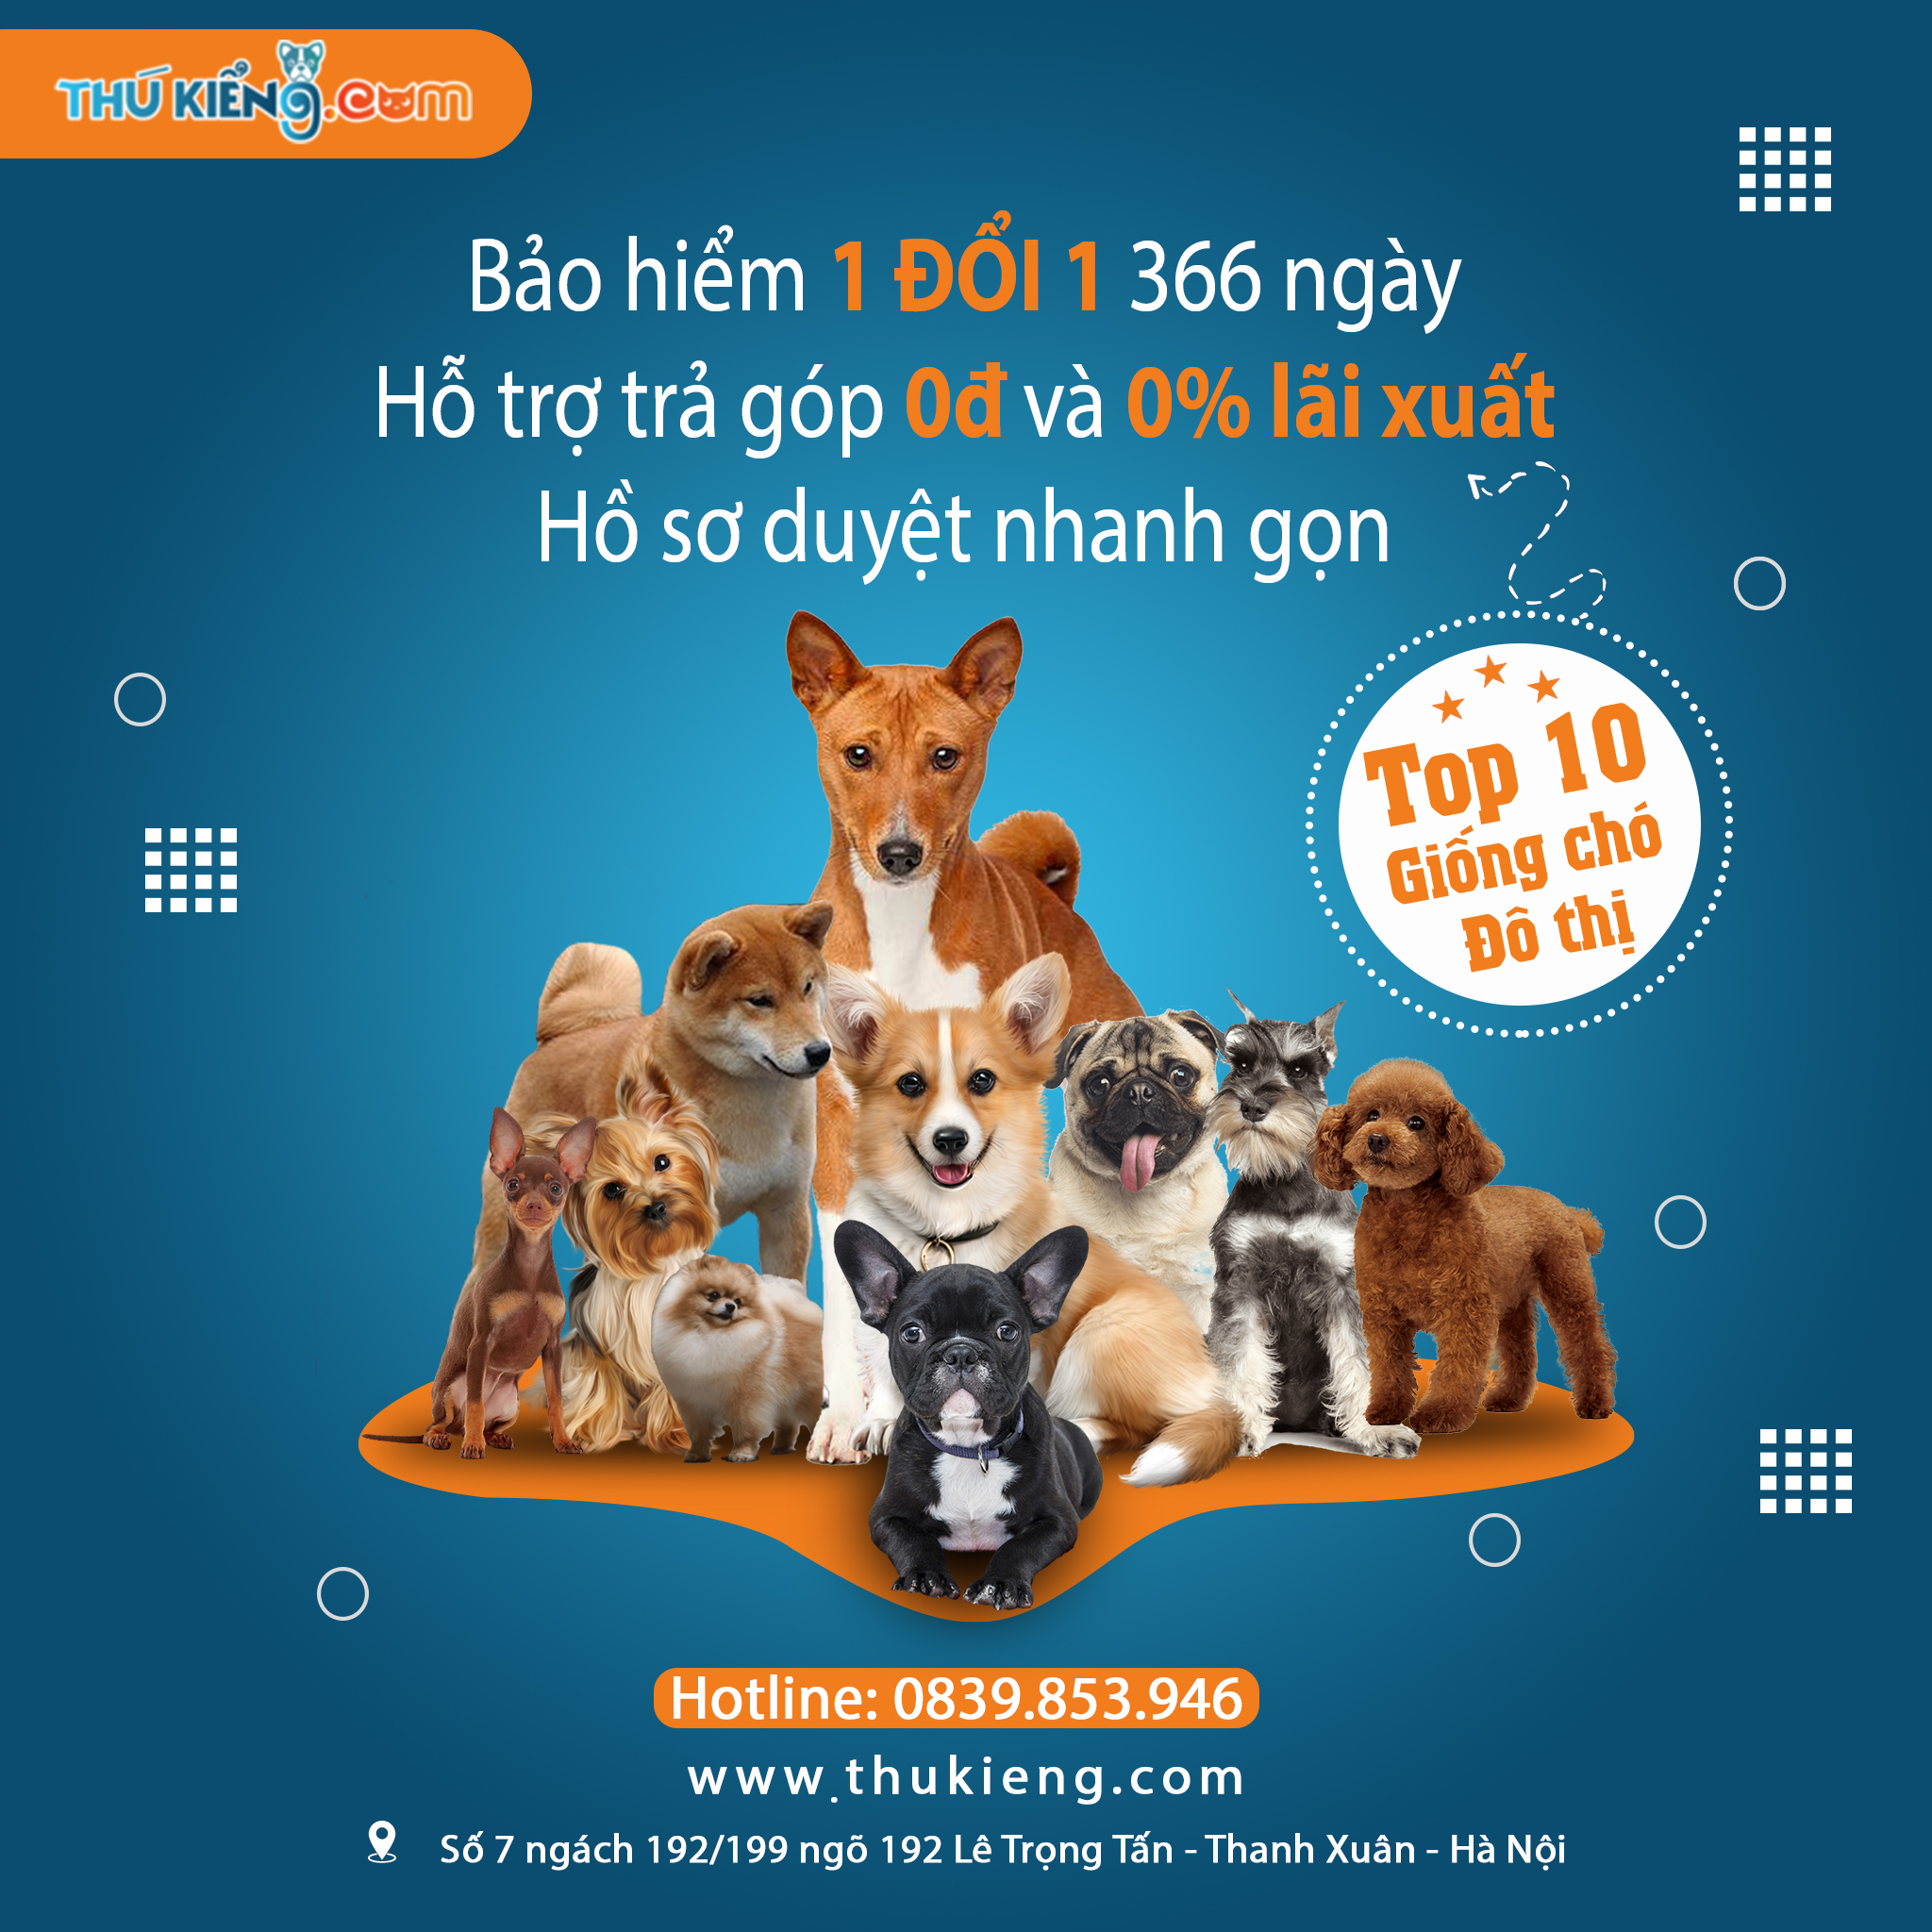 THÚ KIỂNG.COM
Bảo hiểm 1 ĐỔI 1 366 ngày
Hỗ trợ trả góp 0đ và 0% lãi xuất
Hồ sơ duyệt nhanh gọn
Top 10
Giống chó
Đô thị
Hotline: 0839.853.946
www.thukieng.com
Số 7 ngách 192/199 ngõ 192 Lê Trọng Tấn - Thanh Xuân - Hà Nội